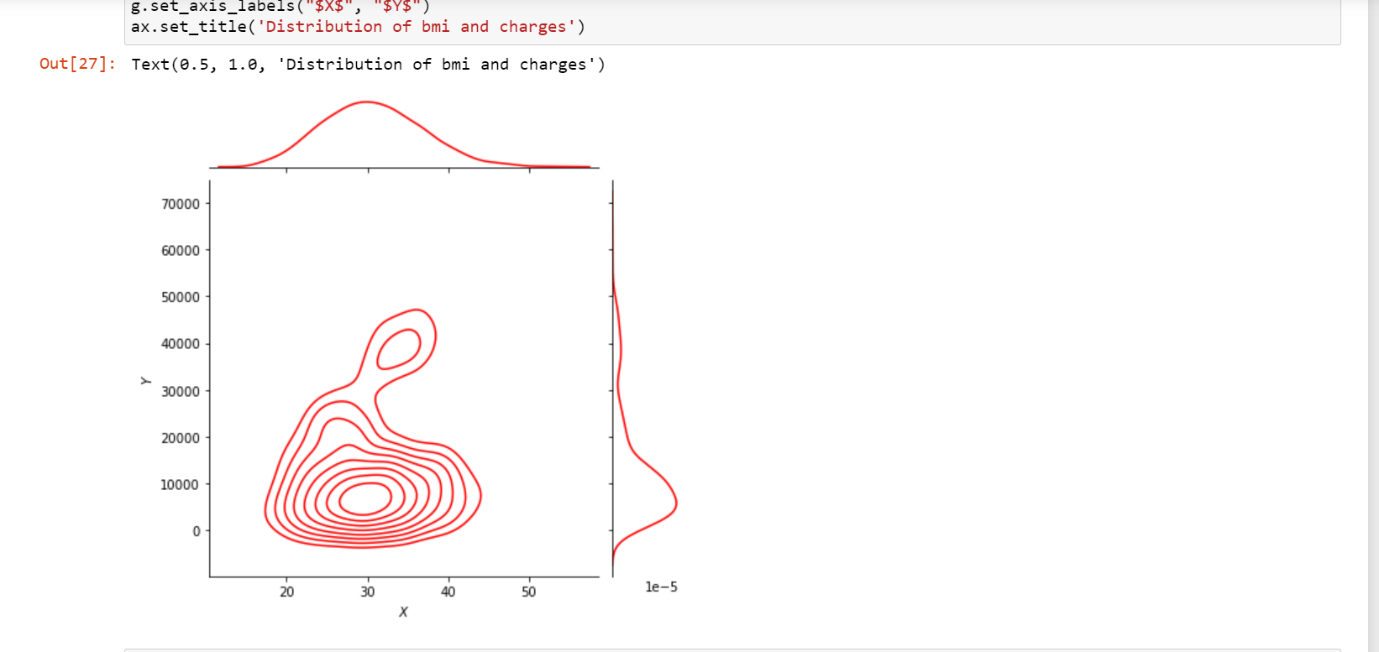 g.set_axis_labels("$X$", "$Y$")
ax.set_title('Distribution of bmi and charges')
Out[27]: Text(0.5, 1.0, 'Distribution of bmi and charges')
70000
60000
50000
40000
Y
30000
20000
10000
0
20 30 40 50
1e−5
X